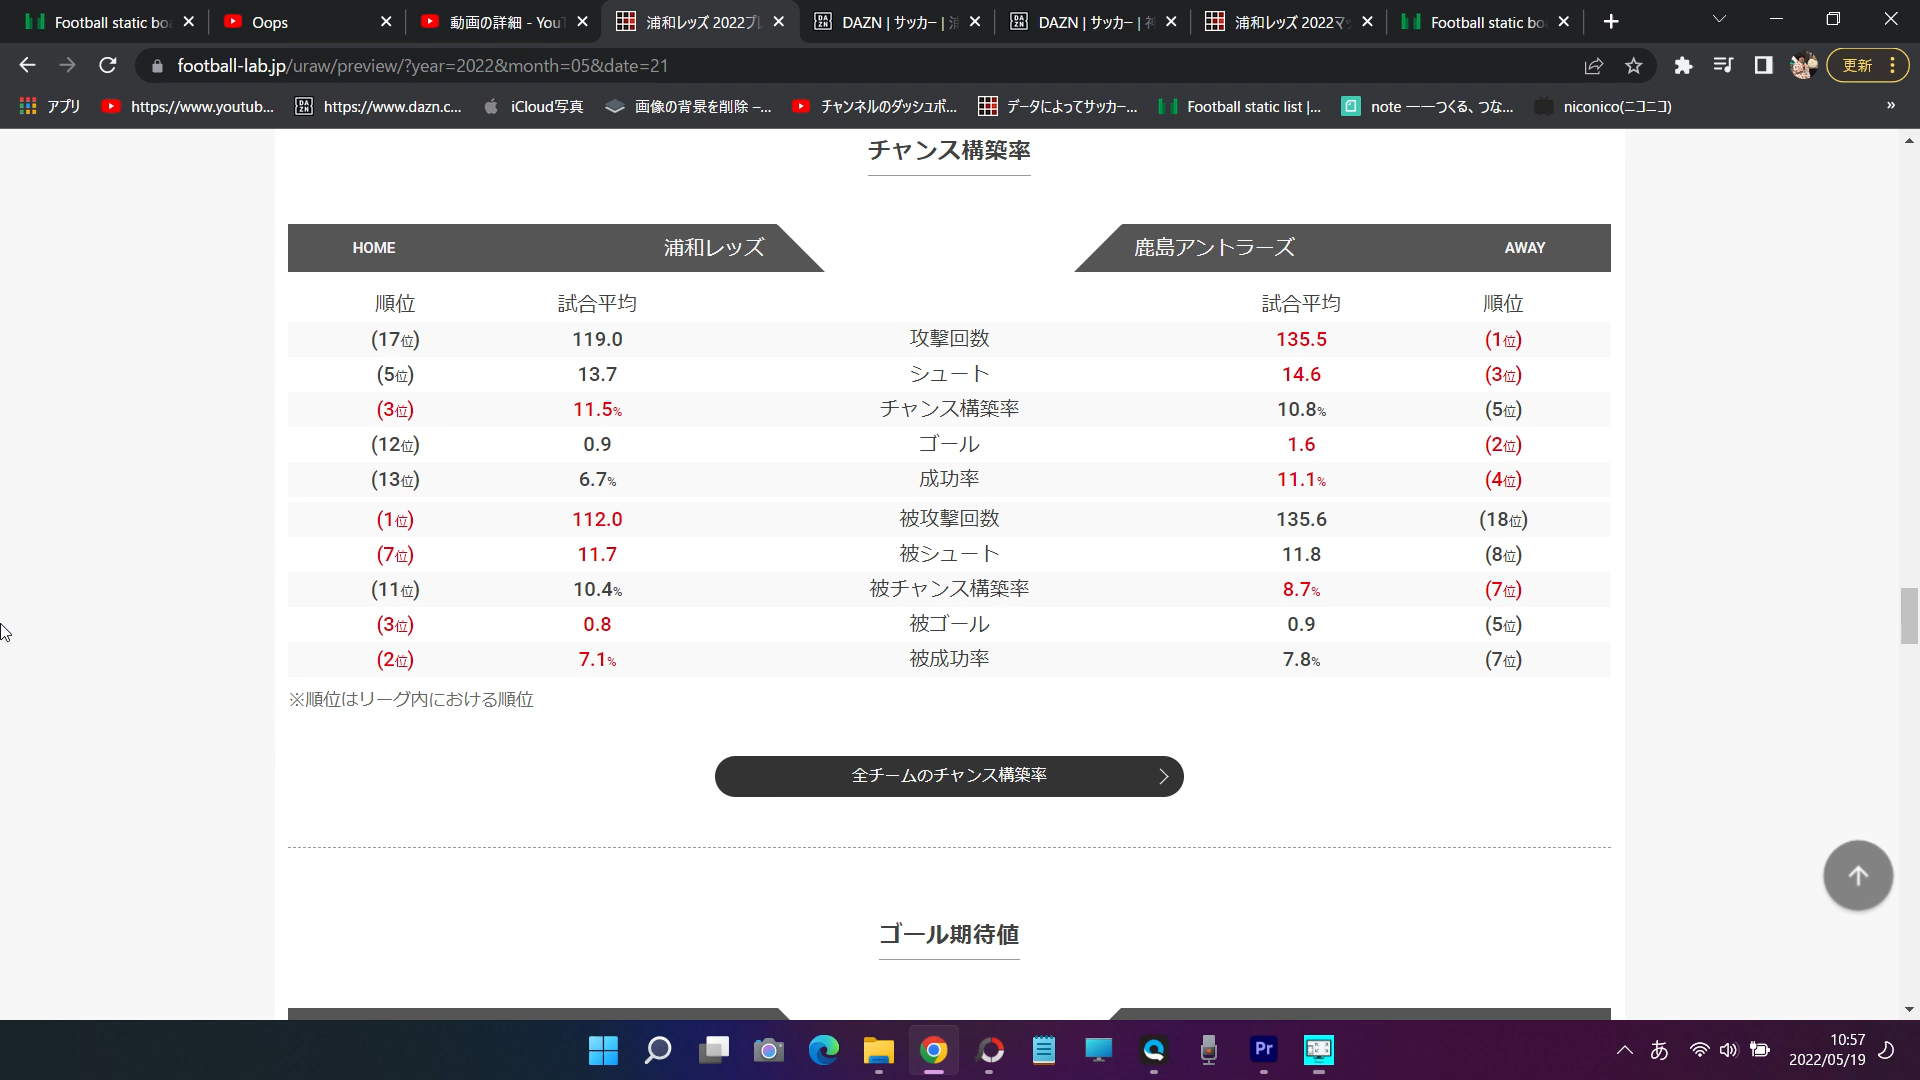 Football static bo
Oops
動画の詳細 - YouT
浦和レッズ 2022プレ
DAZN | サッカー | 浦
DAZN | サッカー | 神
浦和レッズ 2022マッ
Football static bo
football-lab.jp/uraw/preview/?year=2022&month=05&date=21
更新
アプリ
https://www.youtub...
https://www.dazn.c...
iCloud写真
画像の背景を削除 –...
チャンネルのダッシュボ...
データによってサッカー...
Football static list |...
note ――つくる、つな...
niconico(ニコニコ)
»
チャンス構築率
HOME 浦和レッズ 鹿島アントラーズ AWAY
順位 試合平均 試合平均 順位
(17位) 119.0 攻撃回数 135.5 (1位)
(5位) 13.7 シュート 14.6 (3位)
(3位) 11.5% チャンス構築率 10.8% (5位)
(12位) 0.9 ゴール 1.6 (2位)
(13位) 6.7% 成功率 11.1% (4位)
(1位) 112.0 被攻撃回数 135.6 (18位)
(7位) 11.7 被シュート 11.8 (8位)
(11位) 10.4% 被チャンス構築率 8.7% (7位)
(3位) 0.8 被ゴール 0.9 (5位)
(2位) 7.1% 被成功率 7.8% (7位)
※順位はリーグ内における順位
全チームのチャンス構築率
ゴール期待値
Pr
あ
10:57
2022/05/19